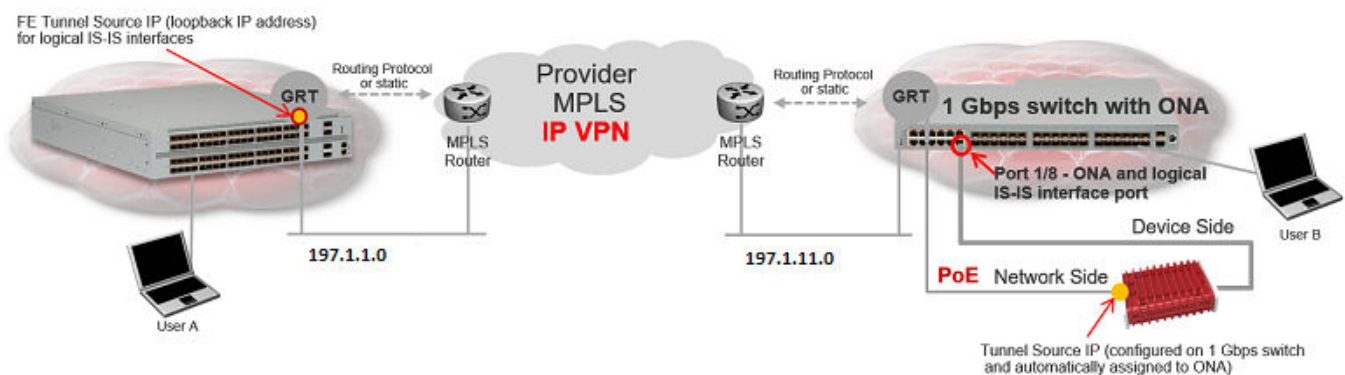 FE Tunnel Source IP (loopback IP address)
for logical IS-IS interfaces
GRT
Routing Protocol
or static
MPLS
Router
Provider
MPLS
IP VPN
MPLS
Router
Routing Protocol
or static
GRT
1 Gbps switch with ONA
Port 1/8 - ONA and logical
IS-IS interface port
Device Side
User B
197.1.1.0
197.1.11.0
PoE Network Side
User A
Tunnel Source IP (configured on 1 Gbps switch
and automatically assigned to ONA)